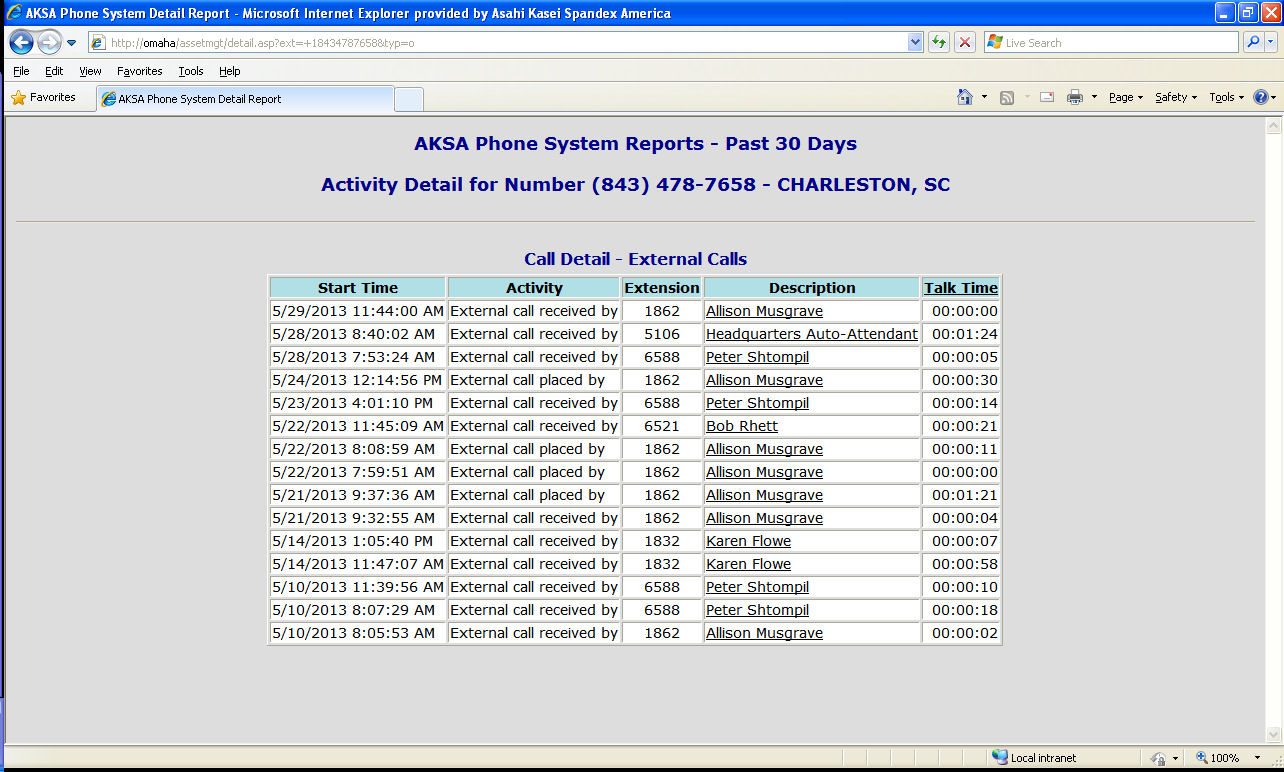 AKSA Phone System Detail Report - Microsoft Internet Explorer provided by Asahi Kasei Spandex America
http://omaha/assetmgt/detail.asp?ext=+18434787658&typ=o
Live Search
File Edit View Favorites Tools Help
Favorites AKSA Phone System Detail Report Page Safety Tools
AKSA Phone System Reports - Past 30 Days
Activity Detail for Number (843) 478-7658 - CHARLESTON, SC
Call Detail - External Calls
Start Time Activity Extension Description Talk Time
5/29/2013 11:44:00 AM External call received by 1862 Allison Musgrave 00:00:00
5/28/2013 8:40:02 AM External call received by 5106 Headquarters Auto-Attendant 00:01:24
5/28/2013 7:53:24 AM External call received by 6588 Peter Shtompil 00:00:05
5/24/2013 12:14:56 PM External call placed by 1862 Allison Musgrave 00:00:30
5/23/2013 4:01:10 PM External call received by 6588 Peter Shtompil 00:00:14
5/22/2013 11:45:09 AM External call received by 6521 Bob Rhett 00:00:21
5/22/2013 8:08:59 AM External call placed by 1862 Allison Musgrave 00:00:11
5/22/2013 7:59:51 AM External call placed by 1862 Allison Musgrave 00:00:00
5/21/2013 9:37:36 AM External call placed by 1862 Allison Musgrave 00:01:21
5/21/2013 9:32:55 AM External call received by 1862 Allison Musgrave 00:00:04
5/14/2013 1:05:40 PM External call received by 1832 Karen Flowe 00:00:07
5/14/2013 11:47:07 AM External call received by 1832 Karen Flowe 00:00:58
5/10/2013 11:39:56 AM External call received by 6588 Peter Shtompil 00:00:10
5/10/2013 8:07:29 AM External call received by 6588 Peter Shtompil 00:00:18
5/10/2013 8:05:53 AM External call received by 1862 Allison Musgrave 00:00:02
Local intranet 100%